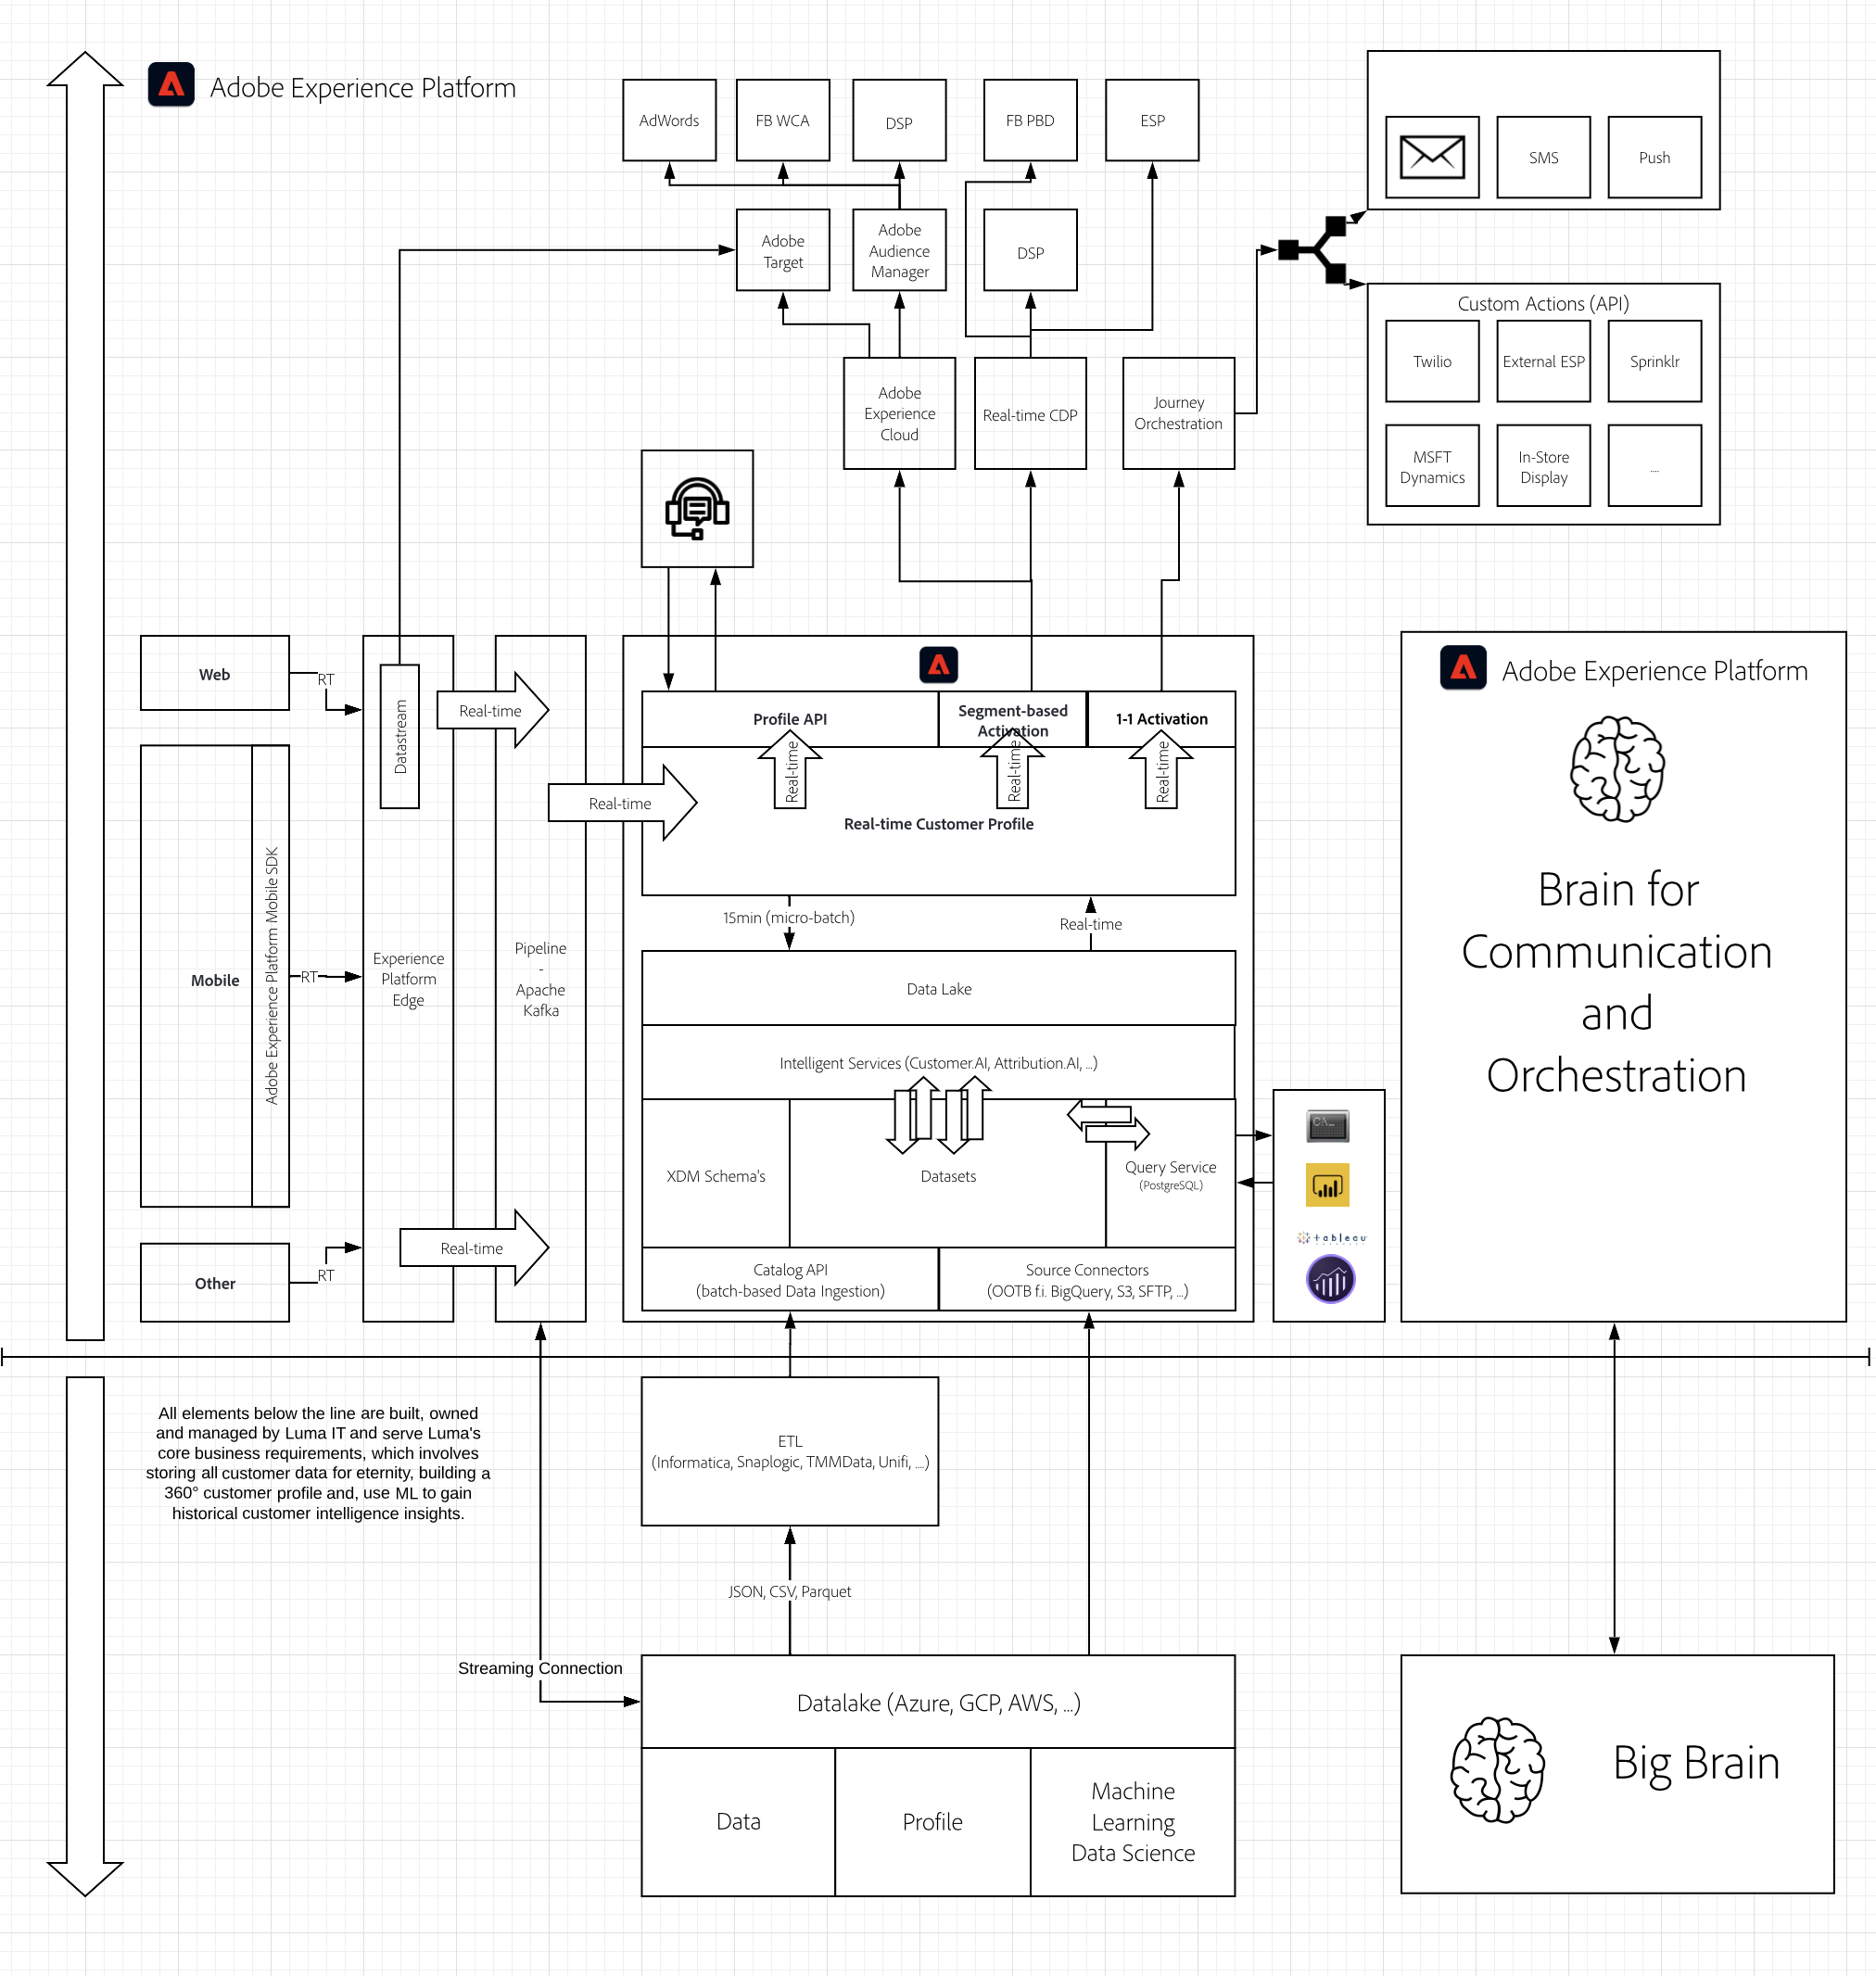 Adobe Experience Platform
AdWords
FB WCA
DSP
FB PBD
ESP
SMS
Push
Adobe
Target
Adobe
Audience
Manager
DSP
Custom Actions (API)
Twilio
External ESP
Sprinklr
MSFT
Dynamics
In-Store
Display
....
Adobe
Experience
Cloud
Real-time CDP
Journey
Orchestration
Web
RT
Datastream
Real-time
Mobile
Adobe Experience Platform Mobile SDK
RT
Experience
Platform
Edge
Pipeline
-
Apache
Kafka
Other
RT
Real-time
Real-time
Profile API
Segment-based
Activation
1-1 Activation
Real-time
Real-time
Real-time
Real-time Customer Profile
15min (micro-batch)
Real-time
Data Lake
Intelligent Services (Customer.AI, Attribution.AI, ...)
XDM Schema's
Datasets
Query Service
(PostgreSQL)
Catalog API
(batch-based Data Ingestion)
Source Connectors
(OOTB f.i. BigQuery, S3, SFTP, ...)
C:\_
tableau
Adobe Experience Platform
Brain for
Communication
and
Orchestration
All elements below the line are built, owned
and managed by Luma IT and serve Luma's
core business requirements, which involves
storing all customer data for eternity, building a
360° customer profile and, use ML to gain
historical customer intelligence insights.
ETL
(Informatica, Snaplogic, TMMData, Unifi, ....)
JSON, CSV, Parquet
Streaming Connection
Datalake (Azure, GCP, AWS, ...)
Data
Profile
Machine
Learning
Data Science
Big Brain